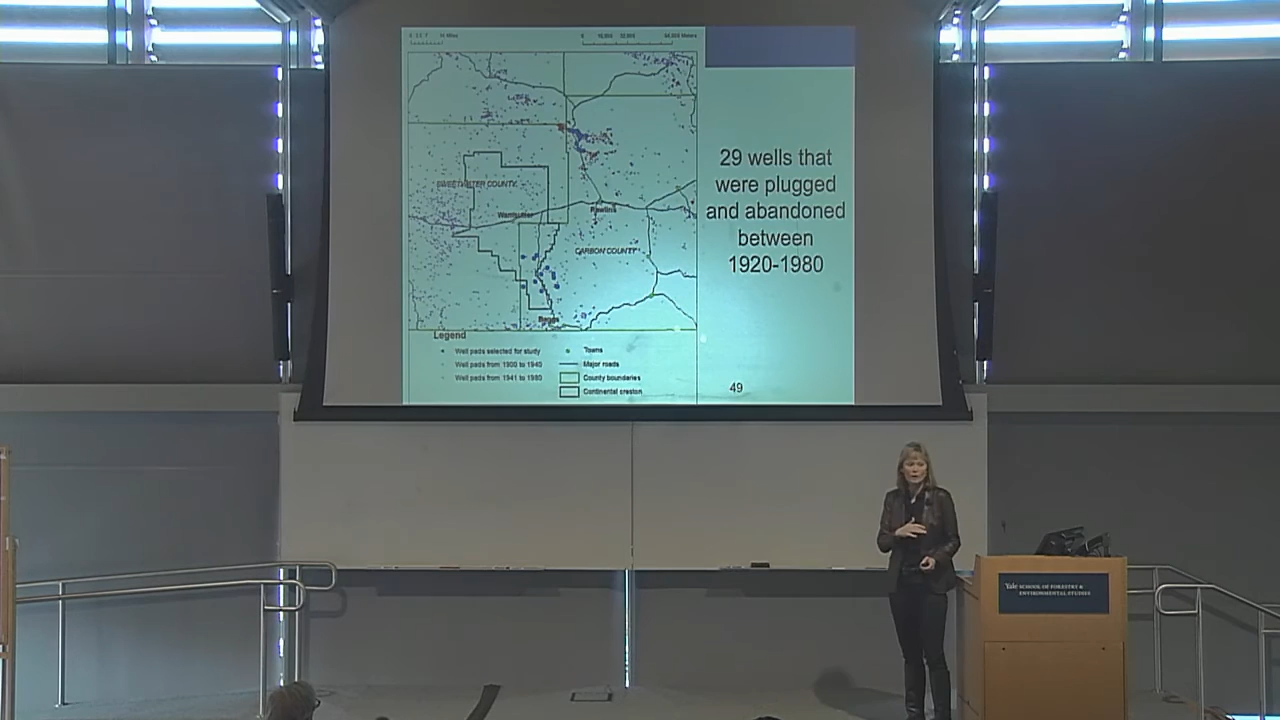 29 wells that
were plugged
and abandoned
between
1920-1980
SWEETWATER COUNTY
Wamsutter
Rawlins
CARBON COUNTY
Baggs
Legend
Well pads selected for study
Well pads from 1900 to 1940
Well pads from 1941 to 1980
Towns
Major roads
County boundaries
Continental creston
49
Yale SCHOOL OF FORESTRY &
ENVIRONMENTAL STUDIES